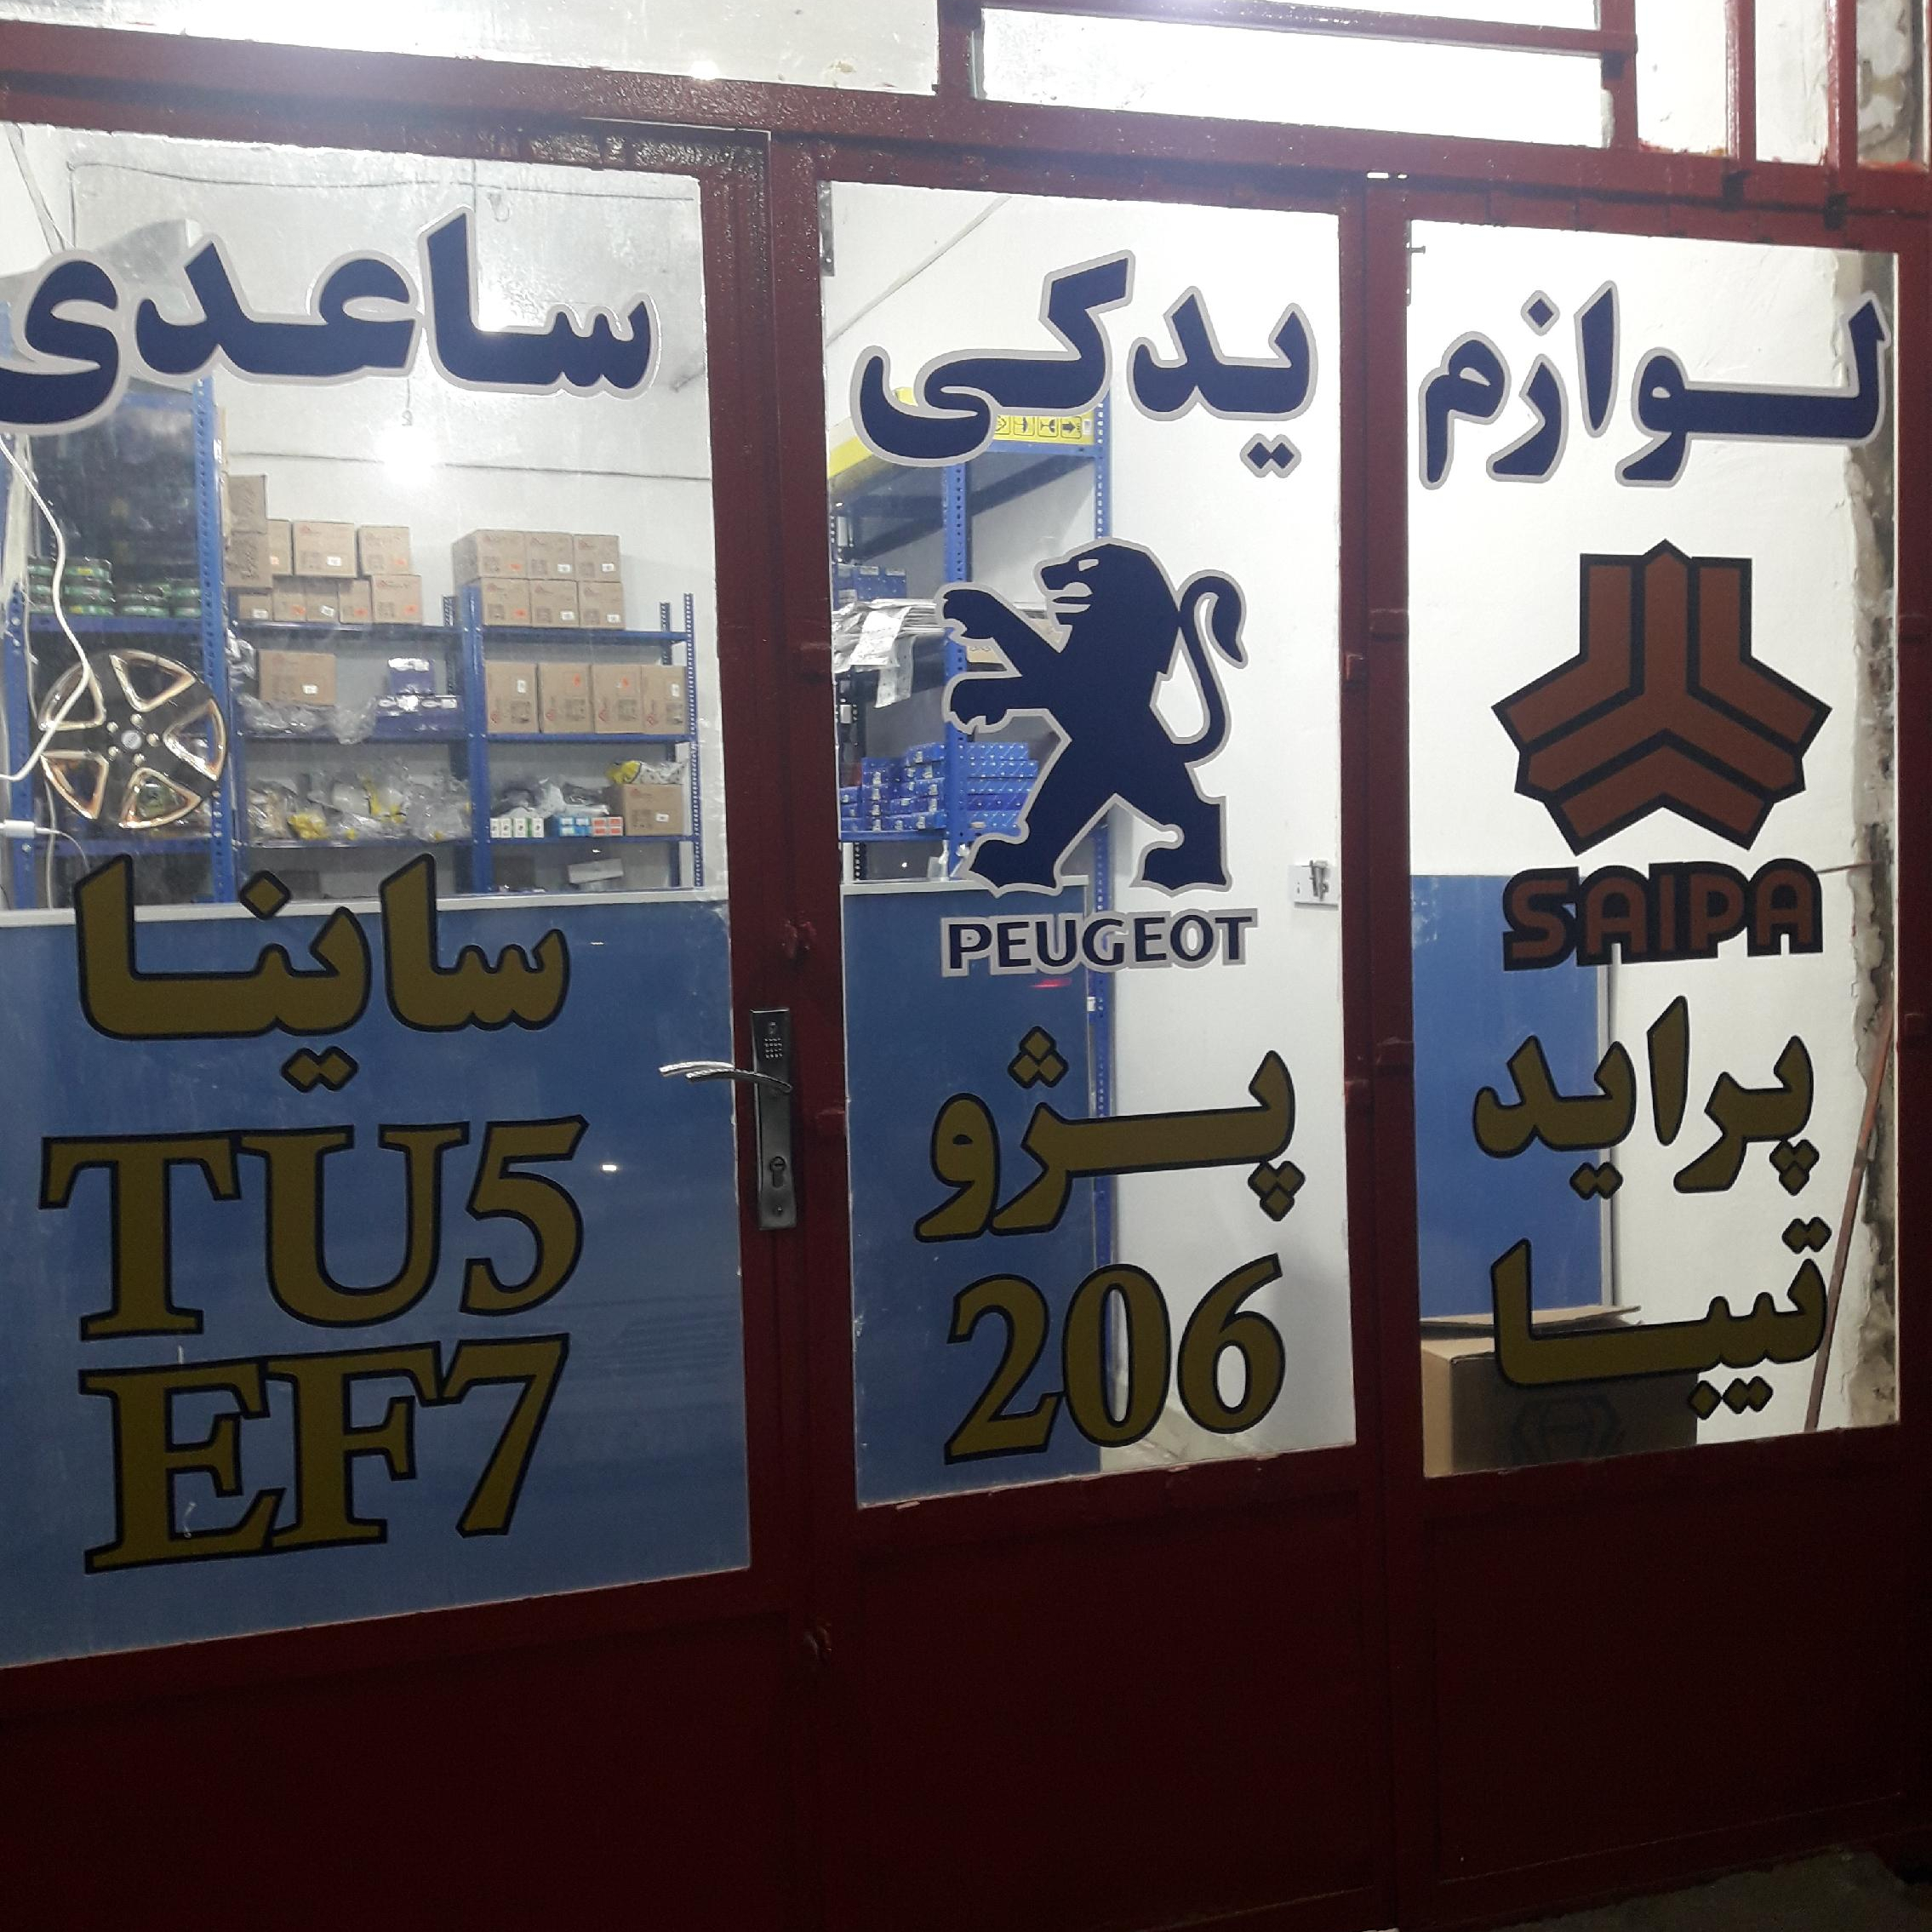 لوازم یدکی ساعدی
SAIPA
پراید
تیبا
PEUGEOT
پژو
206
ساینا
TU5
EF7